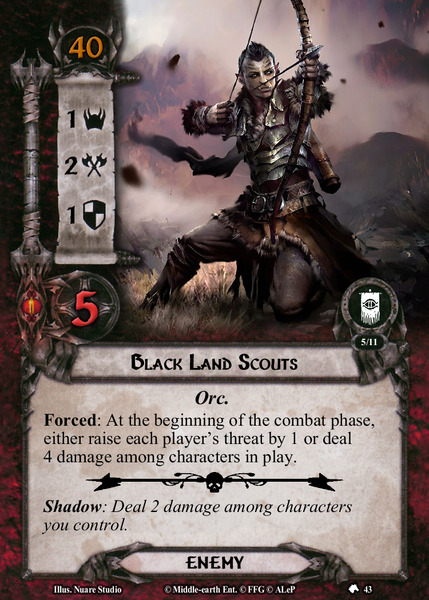 40
1
2
1
5
5/11
Black Land Scouts
Orc.
Forced: At the beginning of the combat phase,
either raise each player's threat by 1 or deal
4 damage among characters in play.
Shadow: Deal 2 damage among characters
you control.
ENEMY
Illus. Nuare Studio © Middle-earth Ent. © FFG © ALeP 43